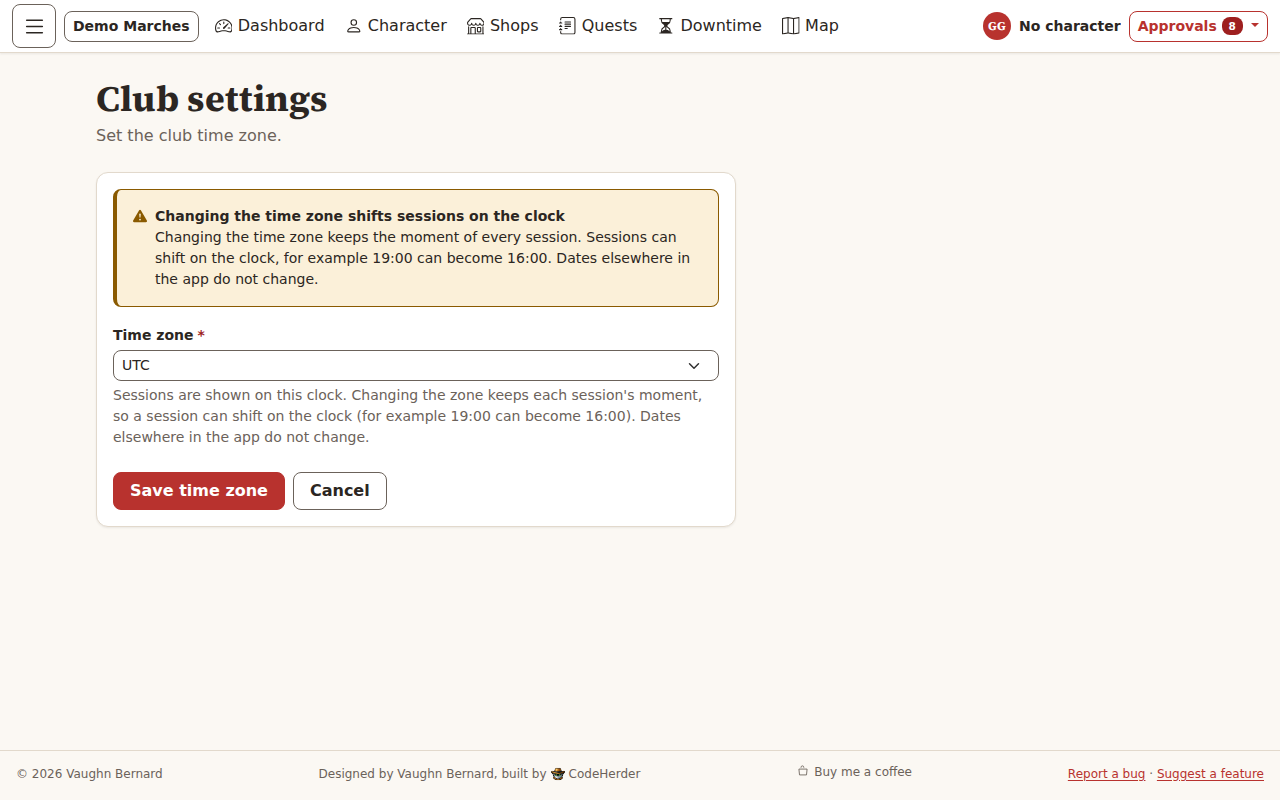 Demo Marches
Dashboard
Character
Shops
Quests
Downtime
Map
GG
No character
Approvals 8
Club settings
Set the club time zone.
Changing the time zone shifts sessions on the clock
Changing the time zone keeps the moment of every session. Sessions can
shift on the clock, for example 19:00 can become 16:00. Dates elsewhere in
the app do not change.
Time zone *
UTC
Sessions are shown on this clock. Changing the zone keeps each session's moment,
so a session can shift on the clock (for example 19:00 can become 16:00). Dates
elsewhere in the app do not change.
Save time zone
Cancel
© 2026 Vaughn Bernard
Designed by Vaughn Bernard, built by CodeHerder
Buy me a coffee
Report a bug · Suggest a feature